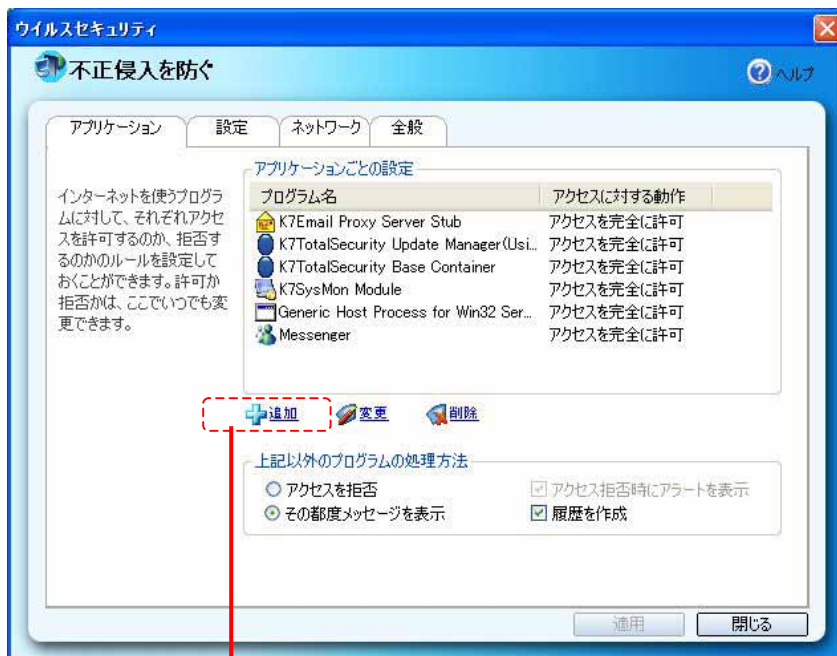 ウイルスセキュリティ
不正侵入を防ぐ
ヘルプ
アプリケーション 設定 ネットワーク 全般
インターネットを使うプログラ
ムに対して、それぞれアクセ
スを許可するのか、拒否す
るのかのルールを設定して
おくことができます。許可か
拒否かは、ここでいつでも変
更できます。
アプリケーションごとの設定
プログラム名 アクセスに対する動作
K7Email Proxy Server Stub アクセスを完全に許可
K7TotalSecurity Update Manager(Usi... アクセスを完全に許可
K7TotalSecurity Base Container アクセスを完全に許可
K7SysMon Module アクセスを完全に許可
Generic Host Process for Win32 Ser... アクセスを完全に許可
Messenger アクセスを完全に許可
追加 変更 削除
上記以外のプログラムの処理方法
アクセスを拒否 アクセス拒否時にアラートを表示
その都度メッセージを表示 履歴を作成
適用 閉じる